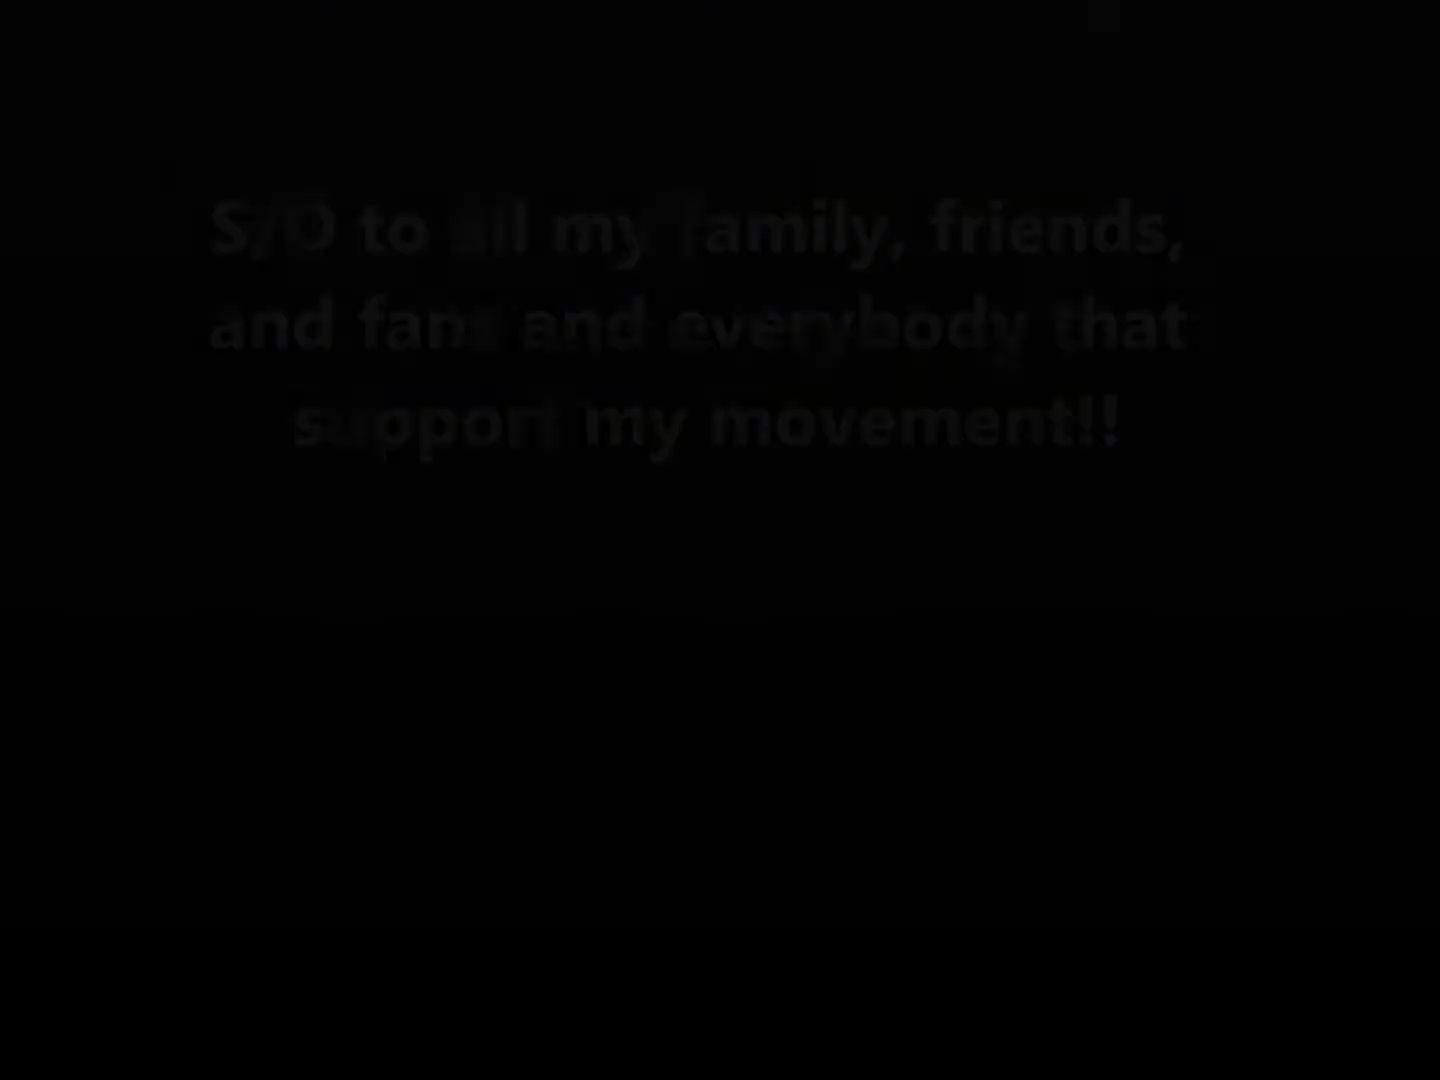 S/O to all my family, friends,
and fans and everybody that
support my movement!!